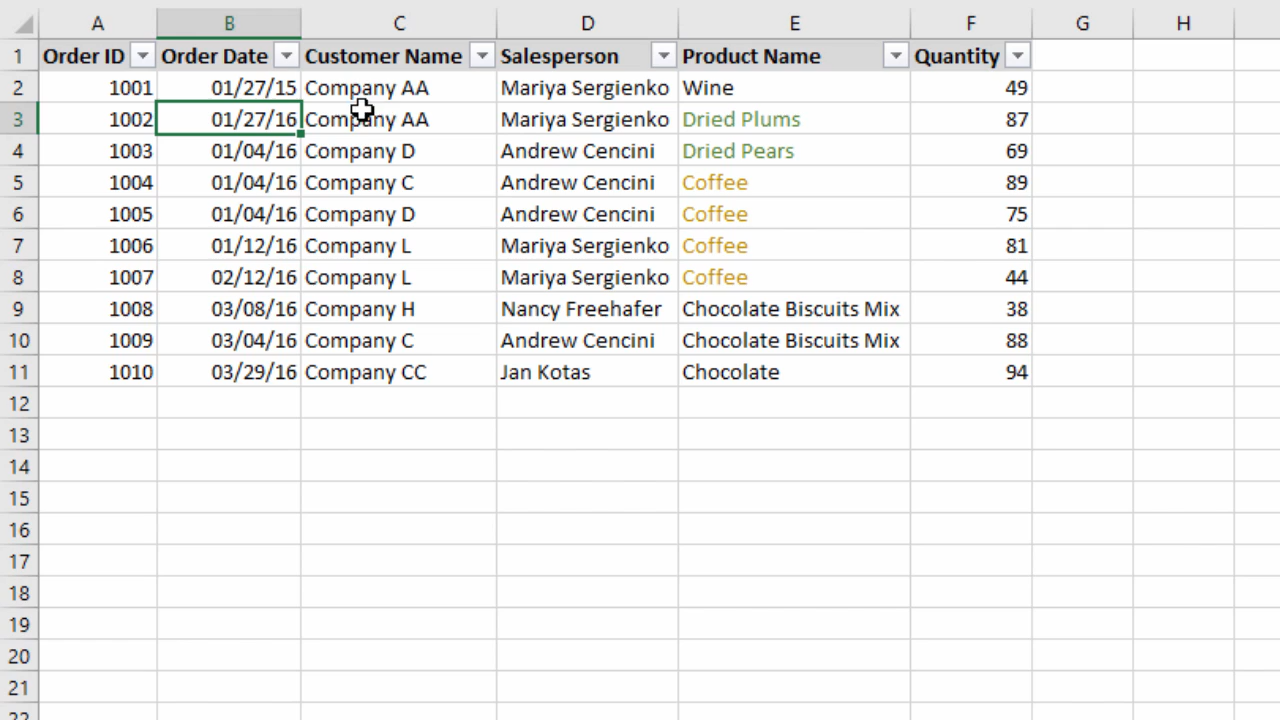 A B C D E F G H
1 Order ID Order Date Customer Name Salesperson Product Name Quantity
2 1001 01/27/15 Company AA Mariya Sergienko Wine 49
3 1002 01/27/16 Company AA Mariya Sergienko Dried Plums 87
4 1003 01/04/16 Company D Andrew Cencini Dried Pears 69
5 1004 01/04/16 Company C Andrew Cencini Coffee 89
6 1005 01/04/16 Company D Andrew Cencini Coffee 75
7 1006 01/12/16 Company L Mariya Sergienko Coffee 81
8 1007 02/12/16 Company L Mariya Sergienko Coffee 44
9 1008 03/08/16 Company H Nancy Freehafer Chocolate Biscuits Mix 38
10 1009 03/04/16 Company C Andrew Cencini Chocolate Biscuits Mix 88
11 1010 03/29/16 Company CC Jan Kotas Chocolate 94
12
13
14
15
16
17
18
19
20
21
22